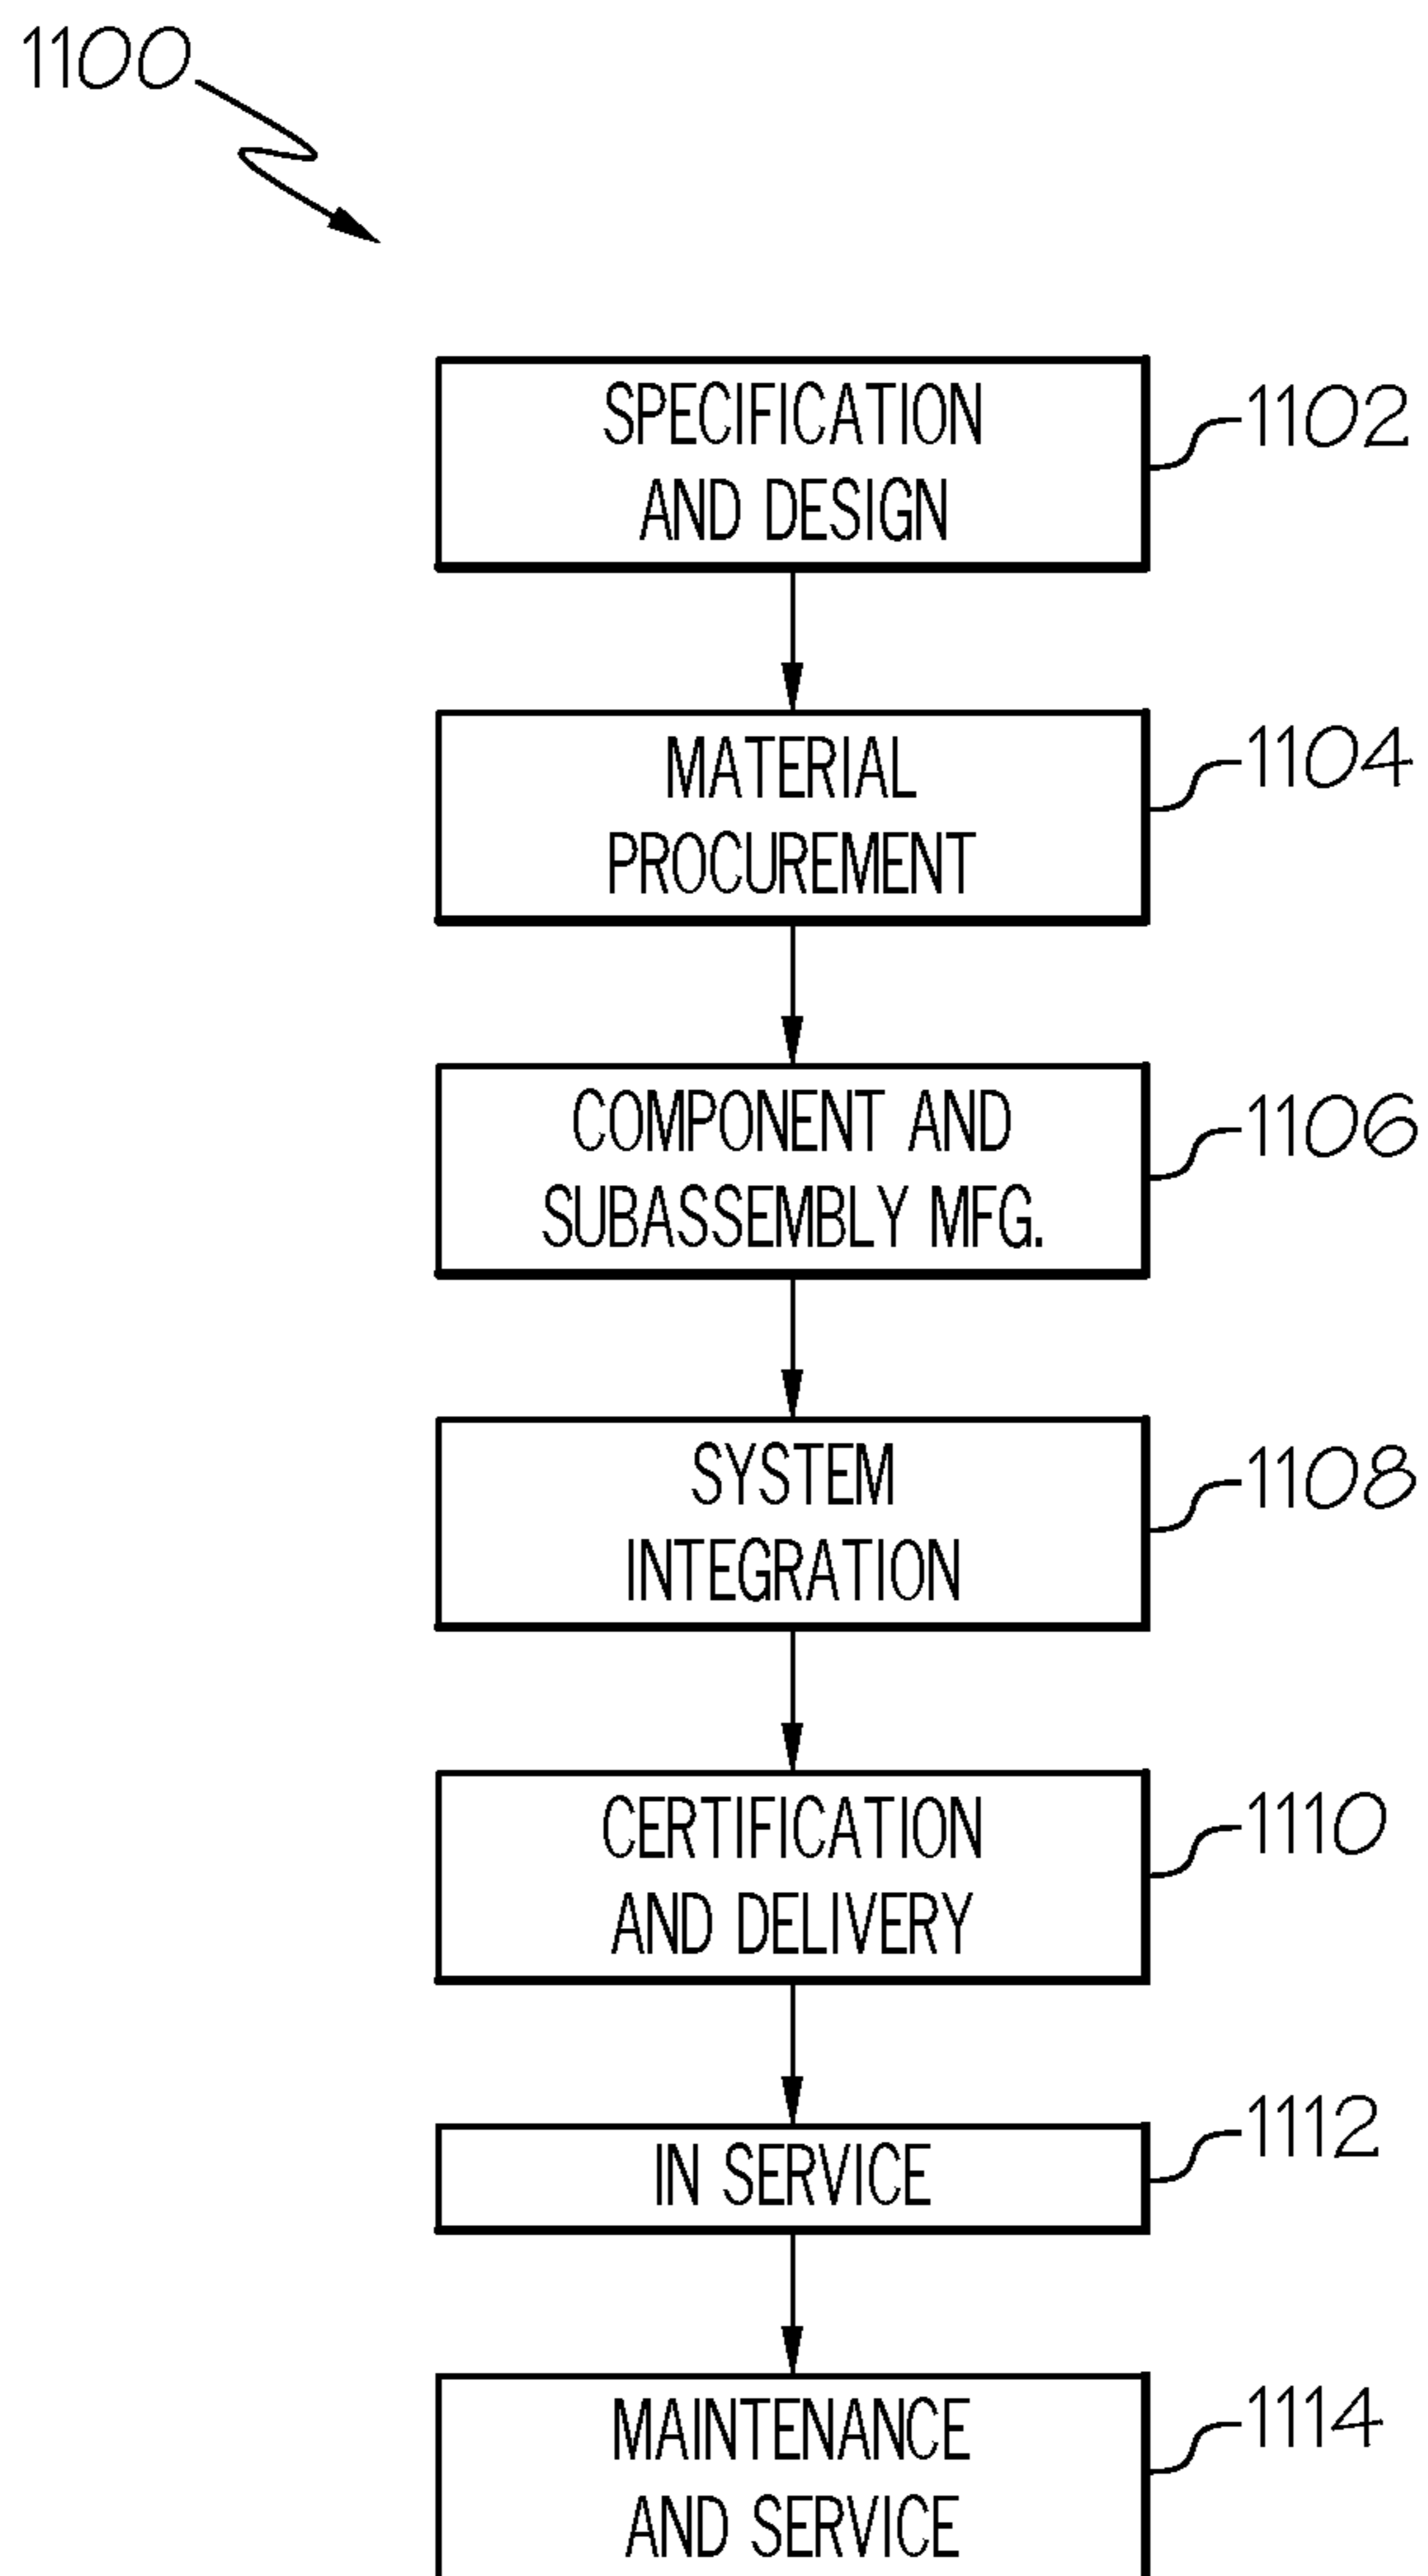 1100
SPECIFICATION
AND DESIGN
1102
MATERIAL
PROCUREMENT
1104
COMPONENT AND
SUBASSEMBLY MFG.
1106
SYSTEM
INTEGRATION
1108
CERTIFICATION
AND DELIVERY
1110
IN SERVICE
1112
MAINTENANCE
AND SERVICE
1114